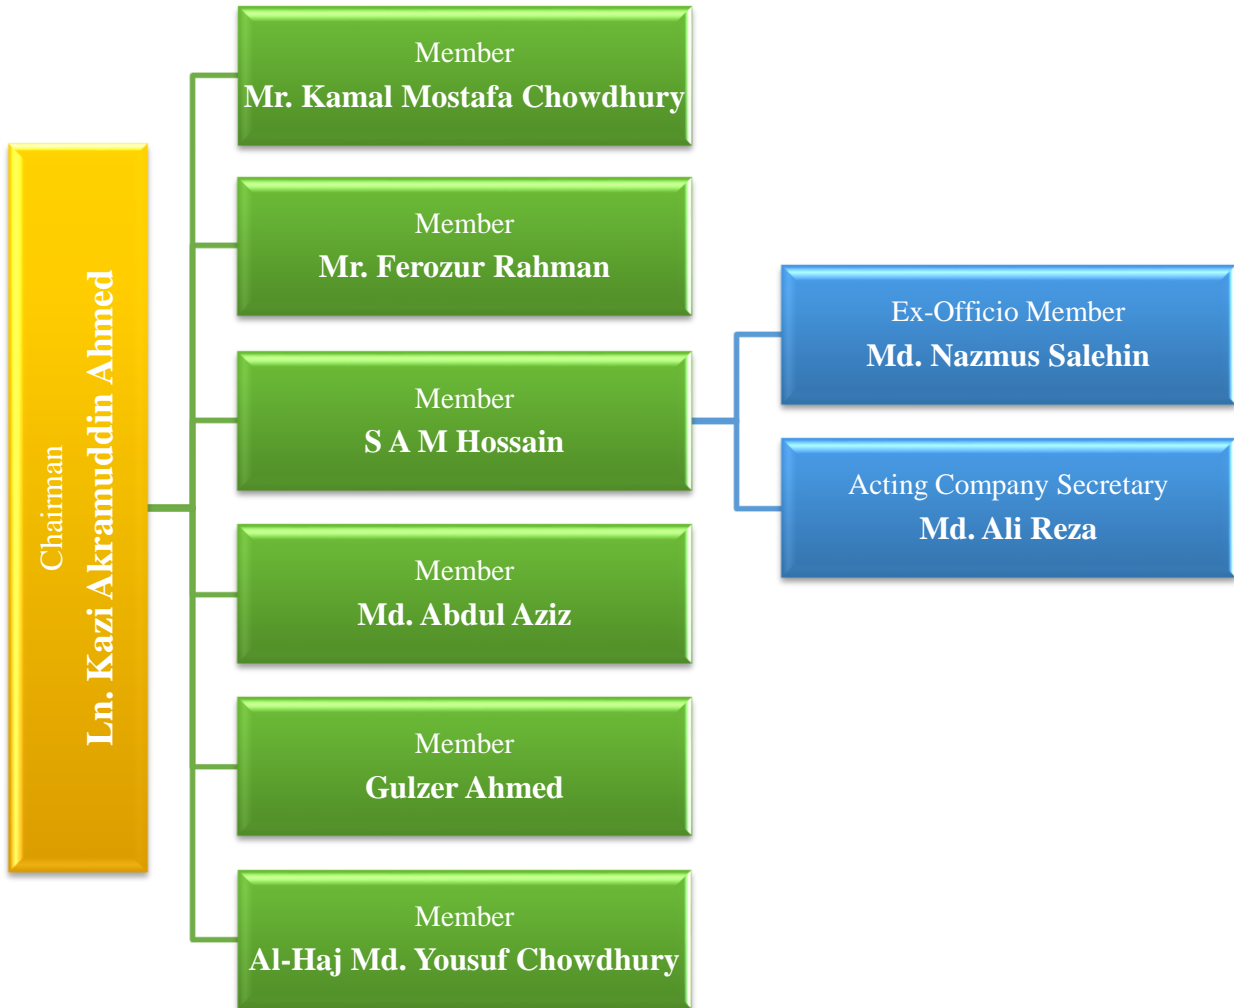 Chairman
Ln. Kazi Akramuddin Ahmed
Member
Mr. Kamal Mostafa Chowdhury
Member
Mr. Ferozur Rahman
Member
S A M Hossain
Member
Md. Abdul Aziz
Member
Gulzer Ahmed
Member
Al-Haj Md. Yousuf Chowdhury
Ex-Officio Member
Md. Nazmus Salehin
Acting Company Secretary
Md. Ali Reza